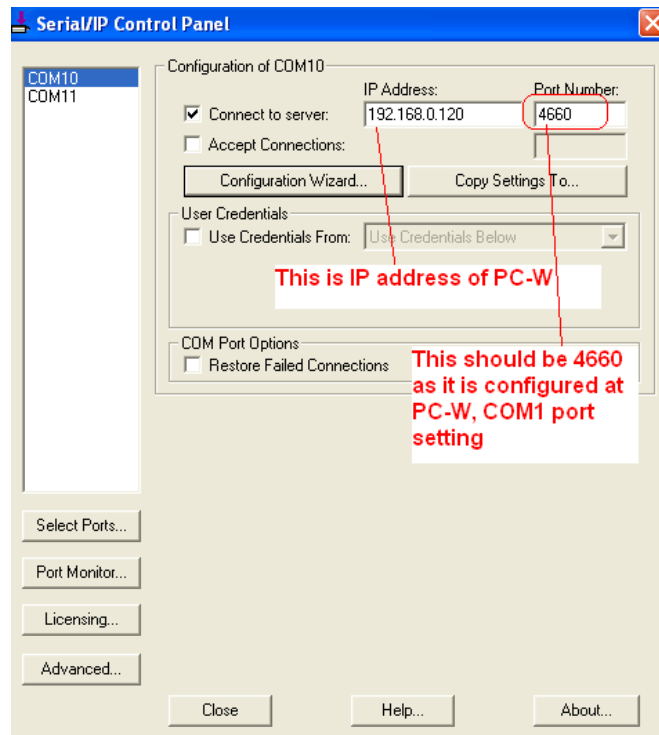 Serial/IP Control Panel
COM10
COM11
Configuration of COM10
IP Address:
Port Number:
Connect to server:
192.168.0.120
4660
Accept Connections:
Configuration Wizard...
Copy Settings To...
User Credentials
Use Credentials From:
Use Credentials Below
This is IP address of PC-W
COM Port Options
Restore Failed Connections
This should be 4660
as it is configured at
PC-W, COM1 port
setting
Select Ports...
Port Monitor...
Licensing...
Advanced...
Close
Help...
About...